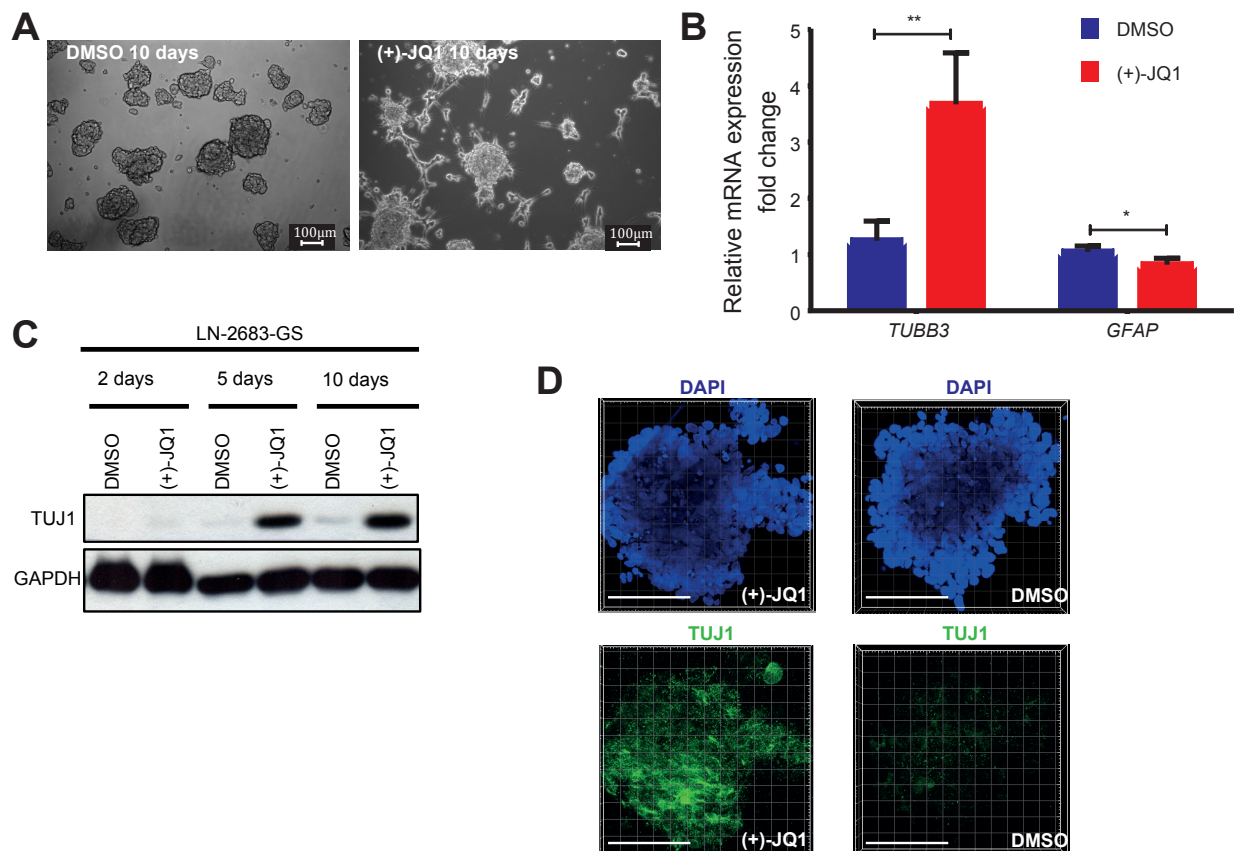 A
DMSO 10 days
100µm
(+)-JQ1 10 days
100µm
B
Relative mRNA expression
fold change
5
4
3
2
1
0
**
*
DMSO
(+)-JQ1
TUBB3
GFAP
C
LN-2683-GS
2 days
5 days
10 days
DMSO
(+)-JQ1
DMSO
(+)-JQ1
DMSO
(+)-JQ1
TUJ1
GAPDH
D
DAPI
(+)-JQ1
DAPI
DMSO
TUJ1
(+)-JQ1
TUJ1
DMSO